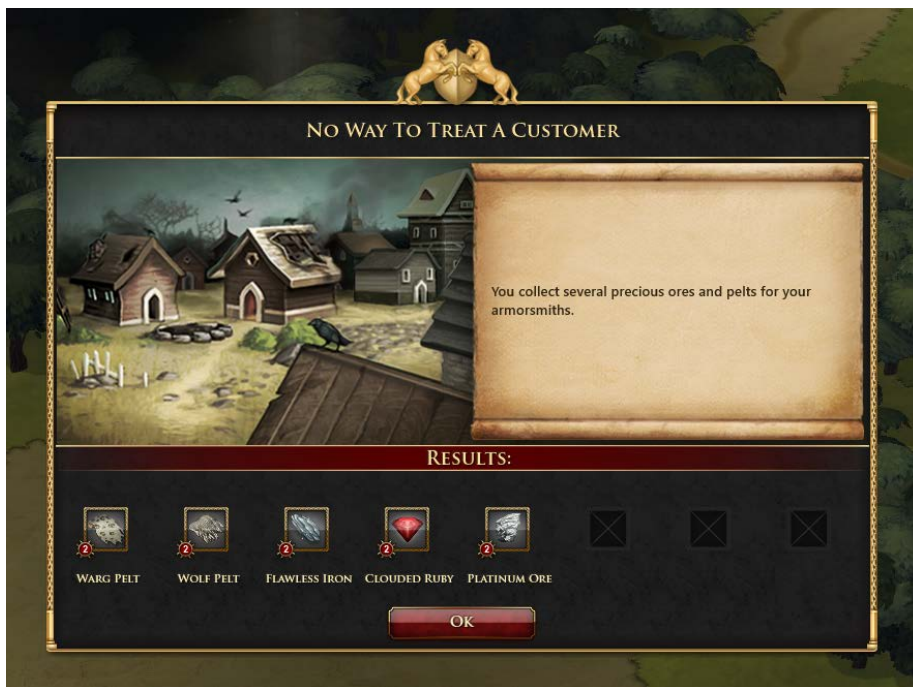 No Way To Treat A Customer
You collect several precious ores and pelts for your
armorsmiths.
Results:
2 2 2 2 2
Warg Pelt Wolf Pelt Flawless Iron Clouded Ruby Platinum Ore
Ok